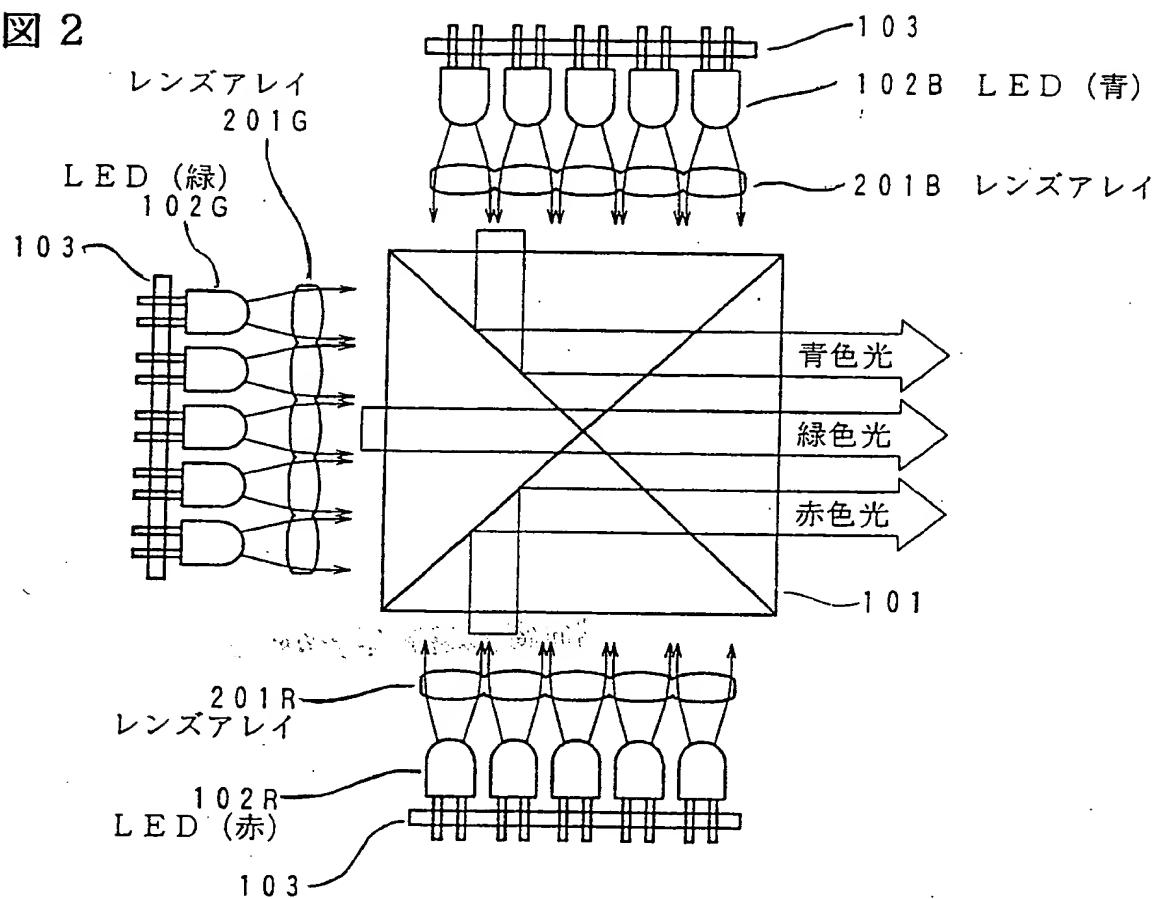 図2
103
レンズアレイ
201G
102B LED(青)
LED(緑)
102G
201B レンズアレイ
103
青色光
緑色光
赤色光
101
201R
レンズアレイ
102R
LED(赤)
103